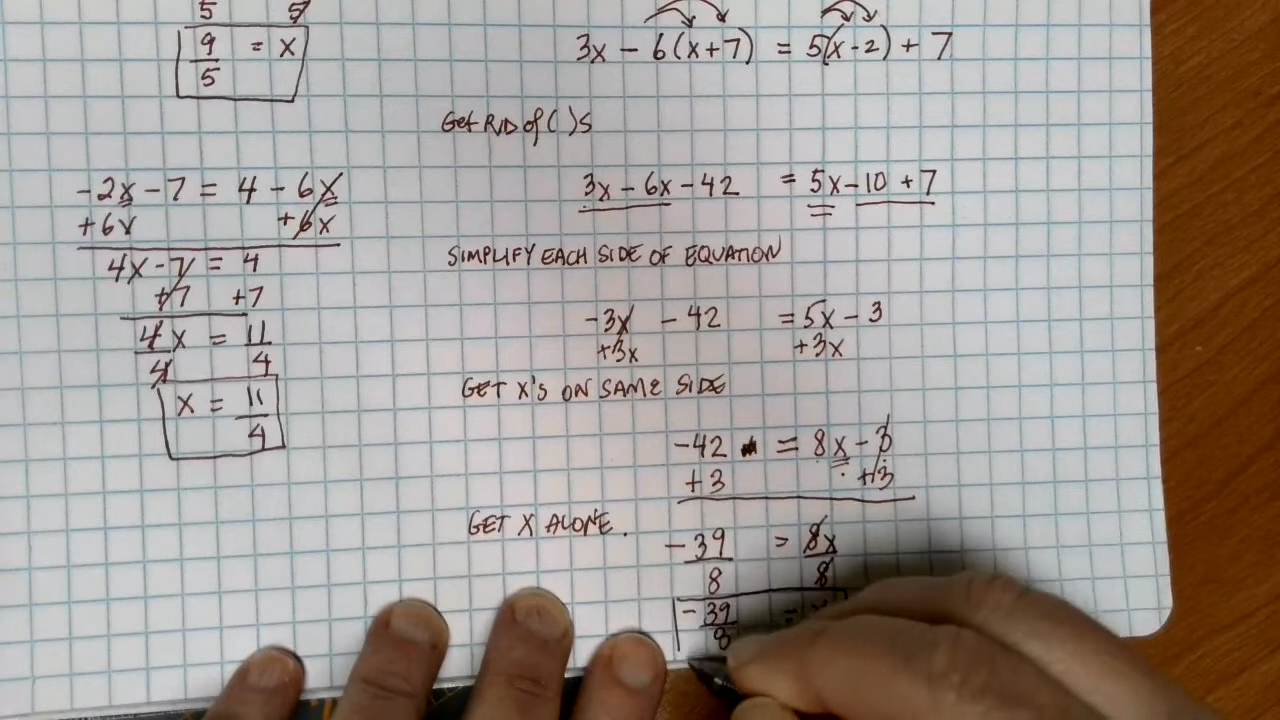 5 5
9/5 = x
-2x - 7 = 4 - 6x
+6x +6x
4x - 7 = 4
+7 +7
4x = 11
4 4
x = 11/4
3x - 6(x+7) = 5(x-2) + 7
Get RID of ( )s
3x - 6x - 42 = 5x - 10 + 7
SIMPLIFY EACH SIDE OF EQUATION
-3x - 42 = 5x - 3
+3x +3x
GET X'S ON SAME SIDE
-42 = 8x - 3
+3 +3
GET X ALONE.
-39 = 8x
8 8
-39/8 =